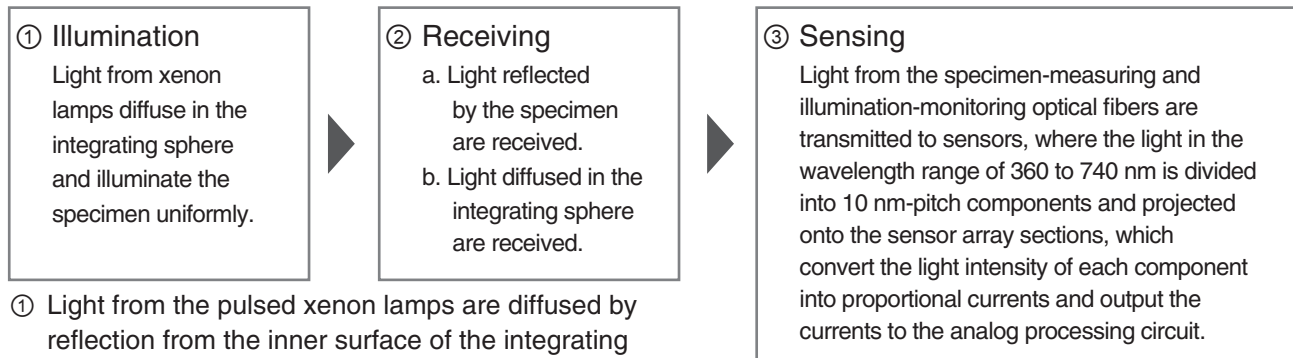 ① Illumination
Light from xenon
lamps diffuse in the
integrating sphere
and illuminate the
specimen uniformly.
② Receiving
a. Light reflected
by the specimen
are received.
b. Light diffused in the
integrating sphere
are received.
③ Sensing
Light from the specimen-measuring and
illumination-monitoring optical fibers are
transmitted to sensors, where the light in the
wavelength range of 360 to 740 nm is divided
into 10 nm-pitch components and projected
onto the sensor array sections, which
convert the light intensity of each component
into proportional currents and output the
currents to the analog processing circuit.
① Light from the pulsed xenon lamps are diffused by
reflection from the inner surface of the integrating